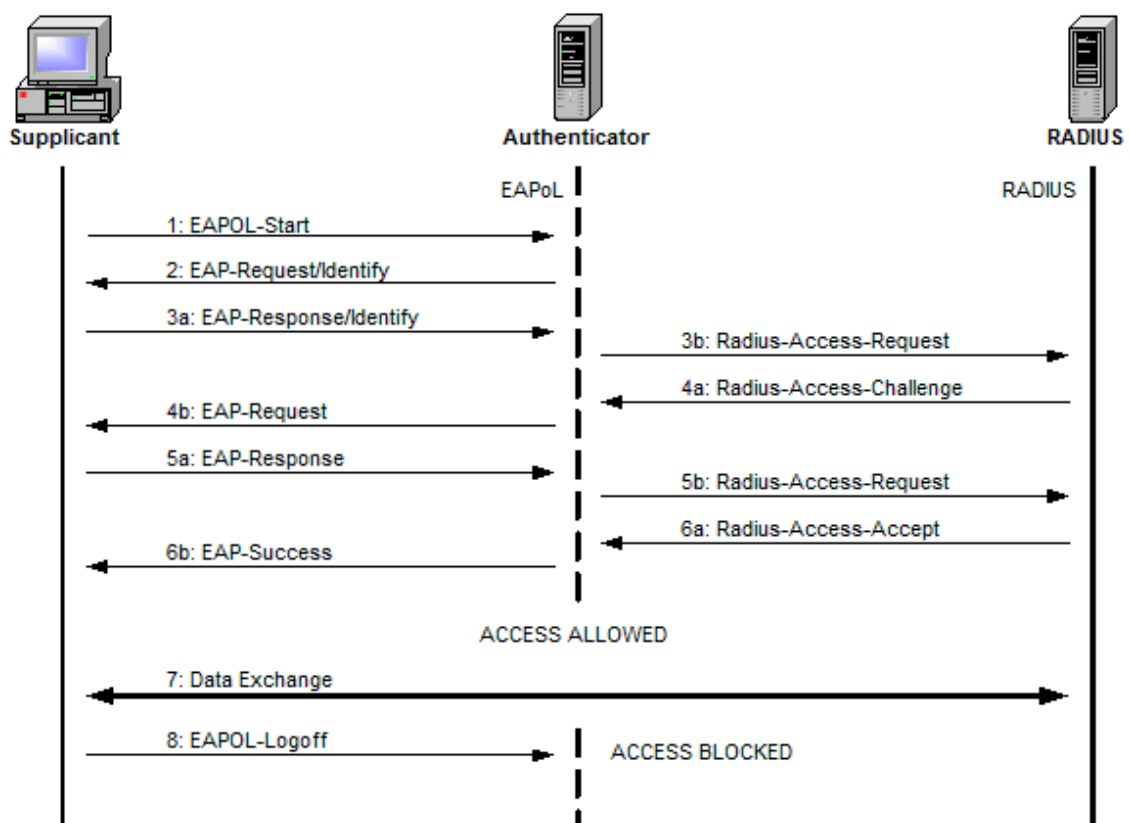 Supplicant
Authenticator
RADIUS
EAPoL
RADIUS
1: EAPOL-Start
2: EAP-Request/Identify
3a: EAP-Response/Identify
3b: Radius-Access-Request
4a: Radius-Access-Challenge
4b: EAP-Request
5a: EAP-Response
5b: Radius-Access-Request
6a: Radius-Access-Accept
6b: EAP-Success
ACCESS ALLOWED
7: Data Exchange
8: EAPOL-Logoff
ACCESS BLOCKED